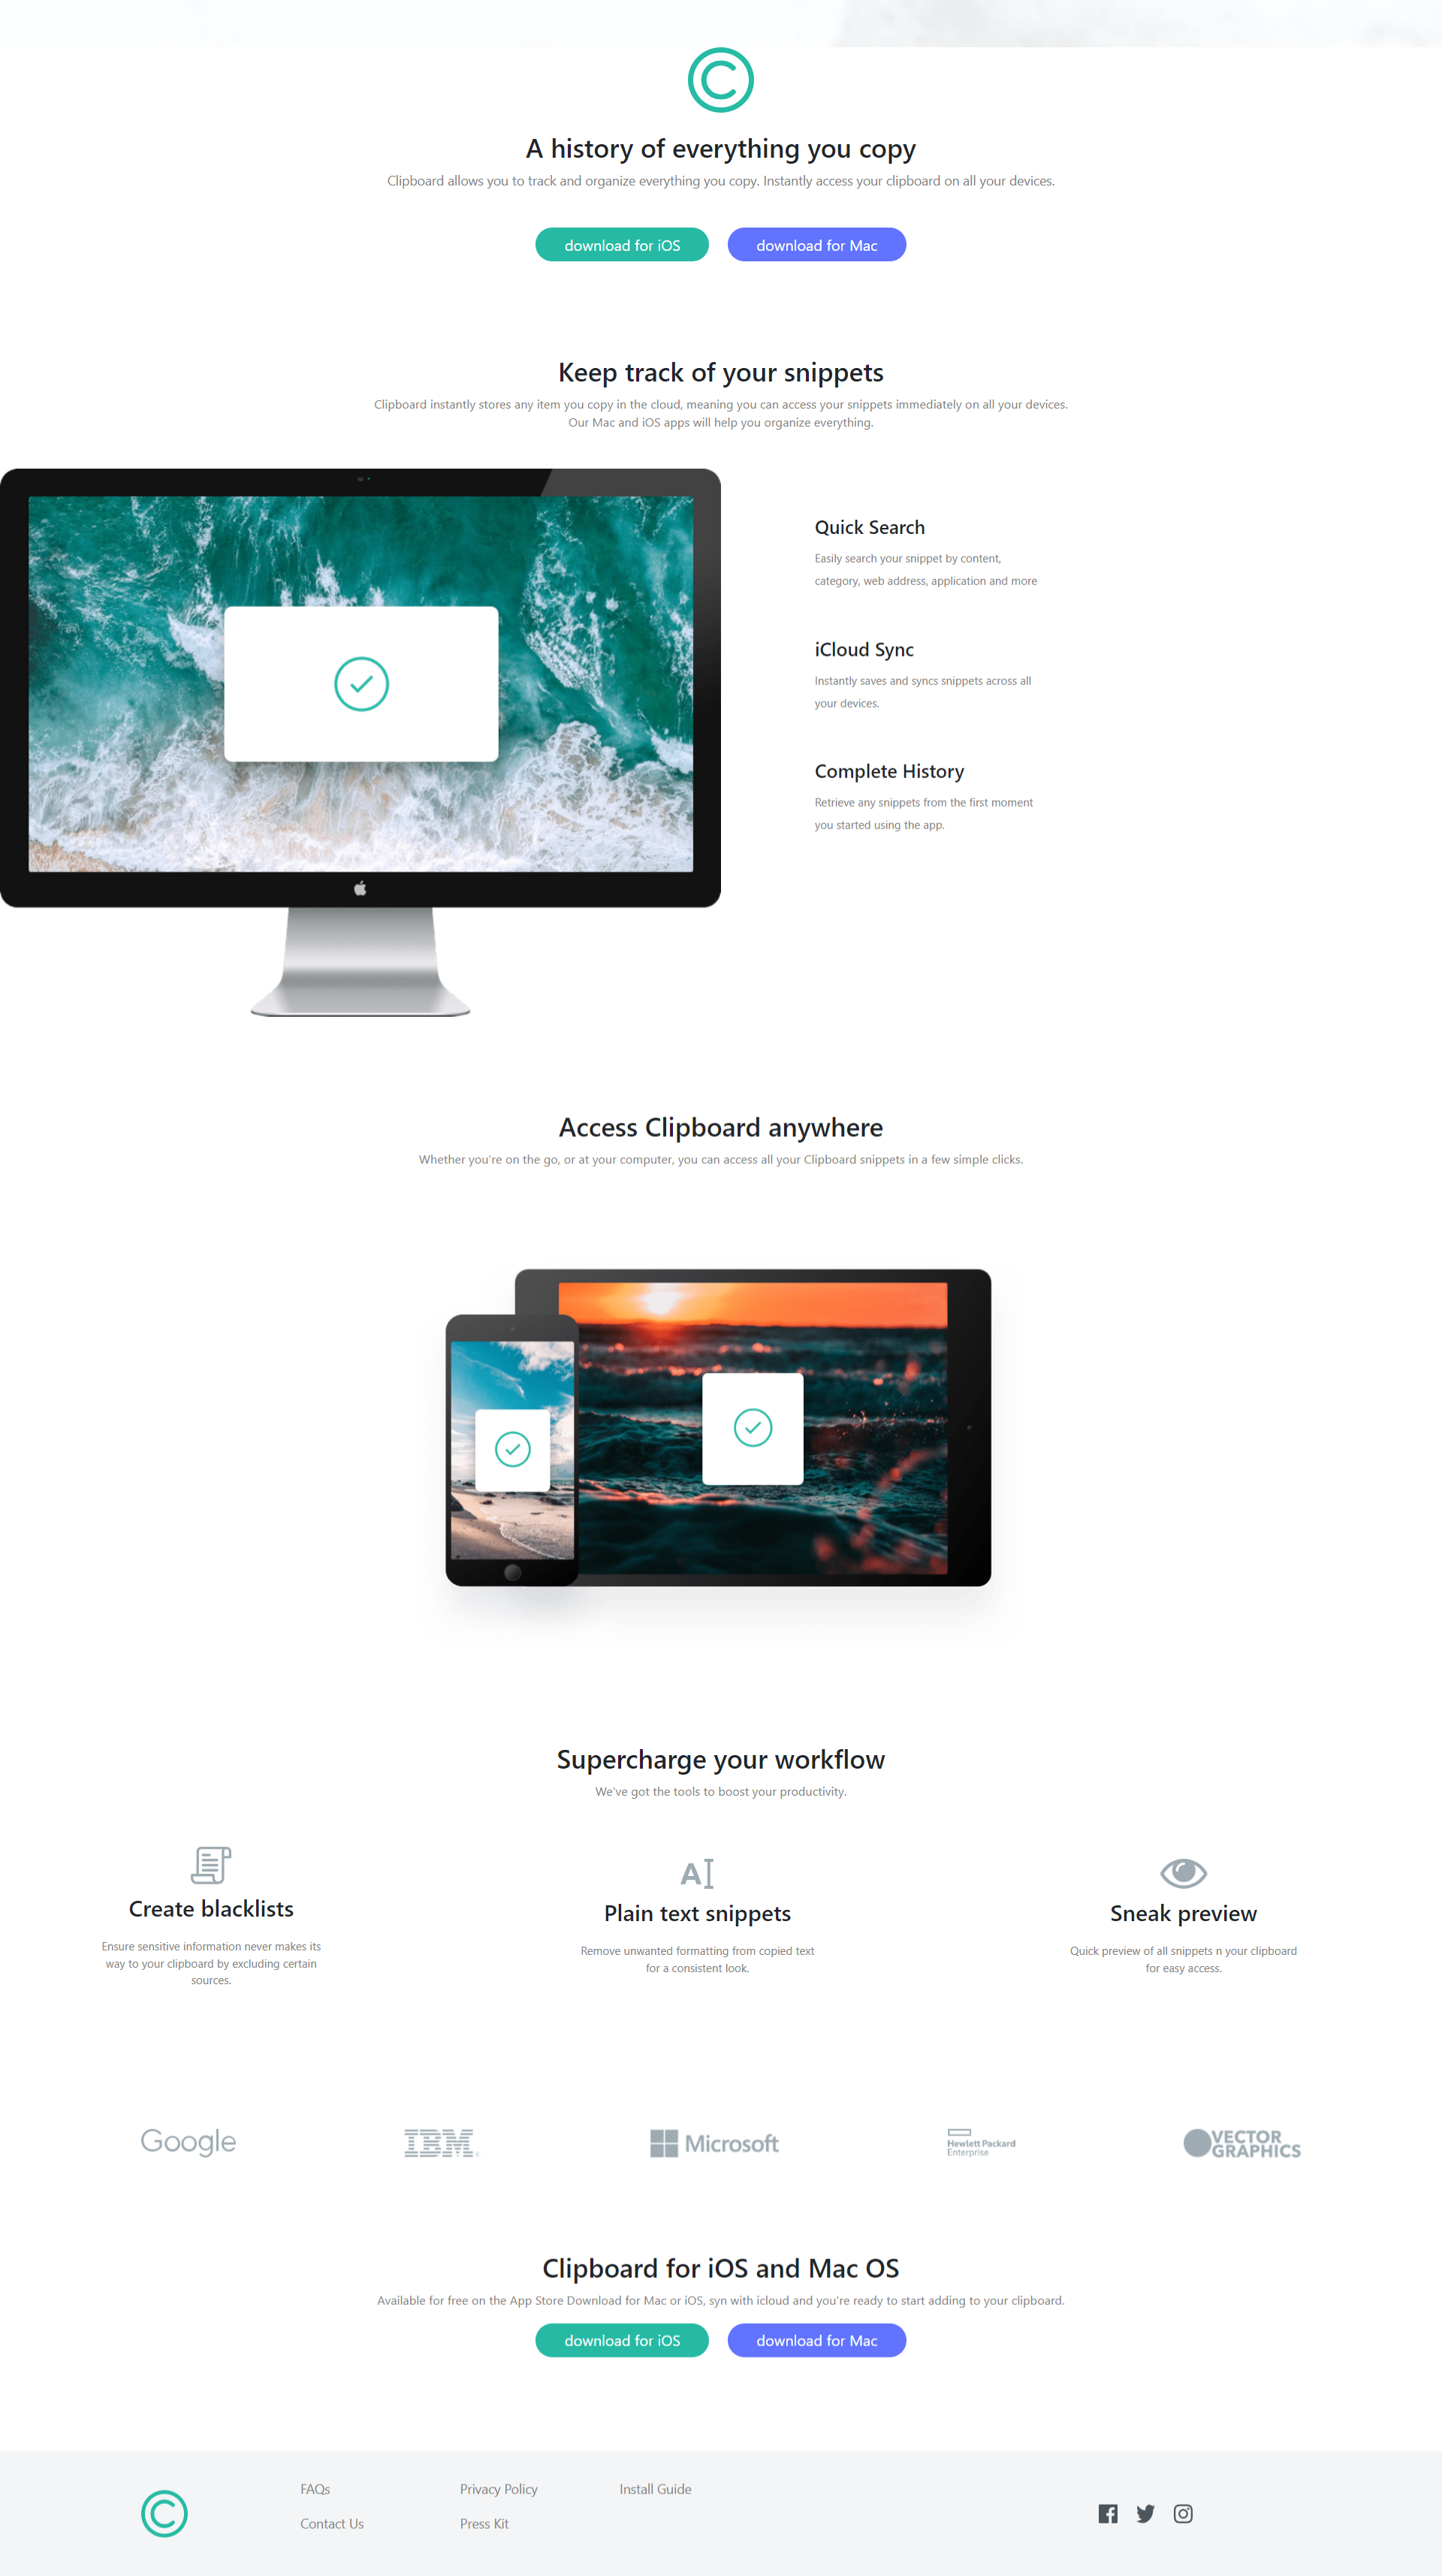 A history of everything you copy
Clipboard allows you to track and organize everything you copy. Instantly access your clipboard on all your devices.
download for iOS
download for Mac
Keep track of your snippets
Clipboard instantly stores any item you copy in the cloud, meaning you can access your snippets immediately on all your devices.
Our Mac and iOS apps will help you organize everything.
Quick Search
Easily search your snippet by content,
category, web address, application and more
iCloud Sync
Instantly saves and syncs snippets across all
your devices.
Complete History
Retrieve any snippets from the first moment
you started using the app.
Access Clipboard anywhere
Whether you're on the go, or at your computer, you can access all your Clipboard snippets in a few simple clicks.
Supercharge your workflow
We've got the tools to boost your productivity.
Create blacklists
Ensure sensitive information never makes its
way to your clipboard by excluding certain
sources.
Plain text snippets
Remove unwanted formatting from copied text
for a consistent look.
Sneak preview
Quick preview of all snippets n your clipboard
for easy access.
Google
IBM
Microsoft
Hewlett Packard
Enterprise
VECTOR
GRAPHICS
Clipboard for iOS and Mac OS
Available for free on the App Store Download for Mac or iOS, syn with icloud and you're ready to start adding to your clipboard.
download for iOS
download for Mac
FAQs
Contact Us
Privacy Policy
Press Kit
Install Guide